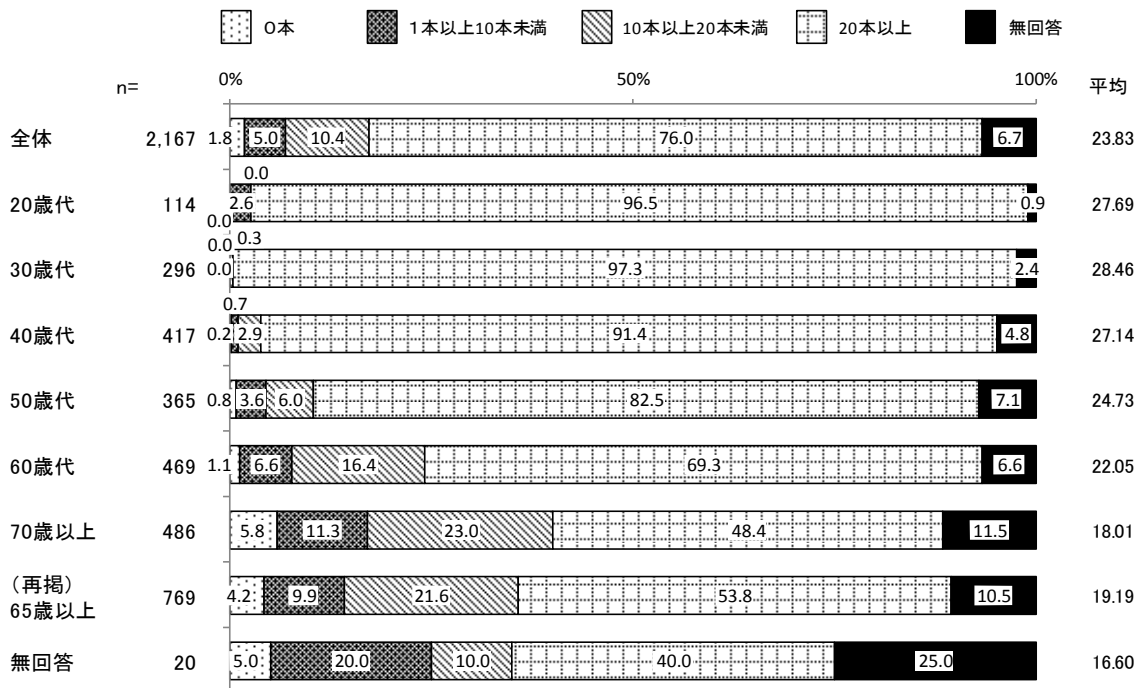 0本 1本以上10本未満 10本以上20本未満 20本以上 無回答
n= 0% 50% 100% 平均
全体 2,167 1.8 5.0 10.4 76.0 6.7 23.83
0.0
20歳代 114 2.6 96.5 0.9 27.69
0.0
0.0 0.3
30歳代 296 0.0 97.3 2.4 28.46
0.7
40歳代 417 0.2 2.9 91.4 4.8 27.14
50歳代 365 0.8 3.6 6.0 82.5 7.1 24.73
60歳代 469 1.1 6.6 16.4 69.3 6.6 22.05
70歳以上 486 5.8 11.3 23.0 48.4 11.5 18.01
(再掲)
65歳以上 769 4.2 9.9 21.6 53.8 10.5 19.19
無回答 20 5.0 20.0 10.0 40.0 25.0 16.60